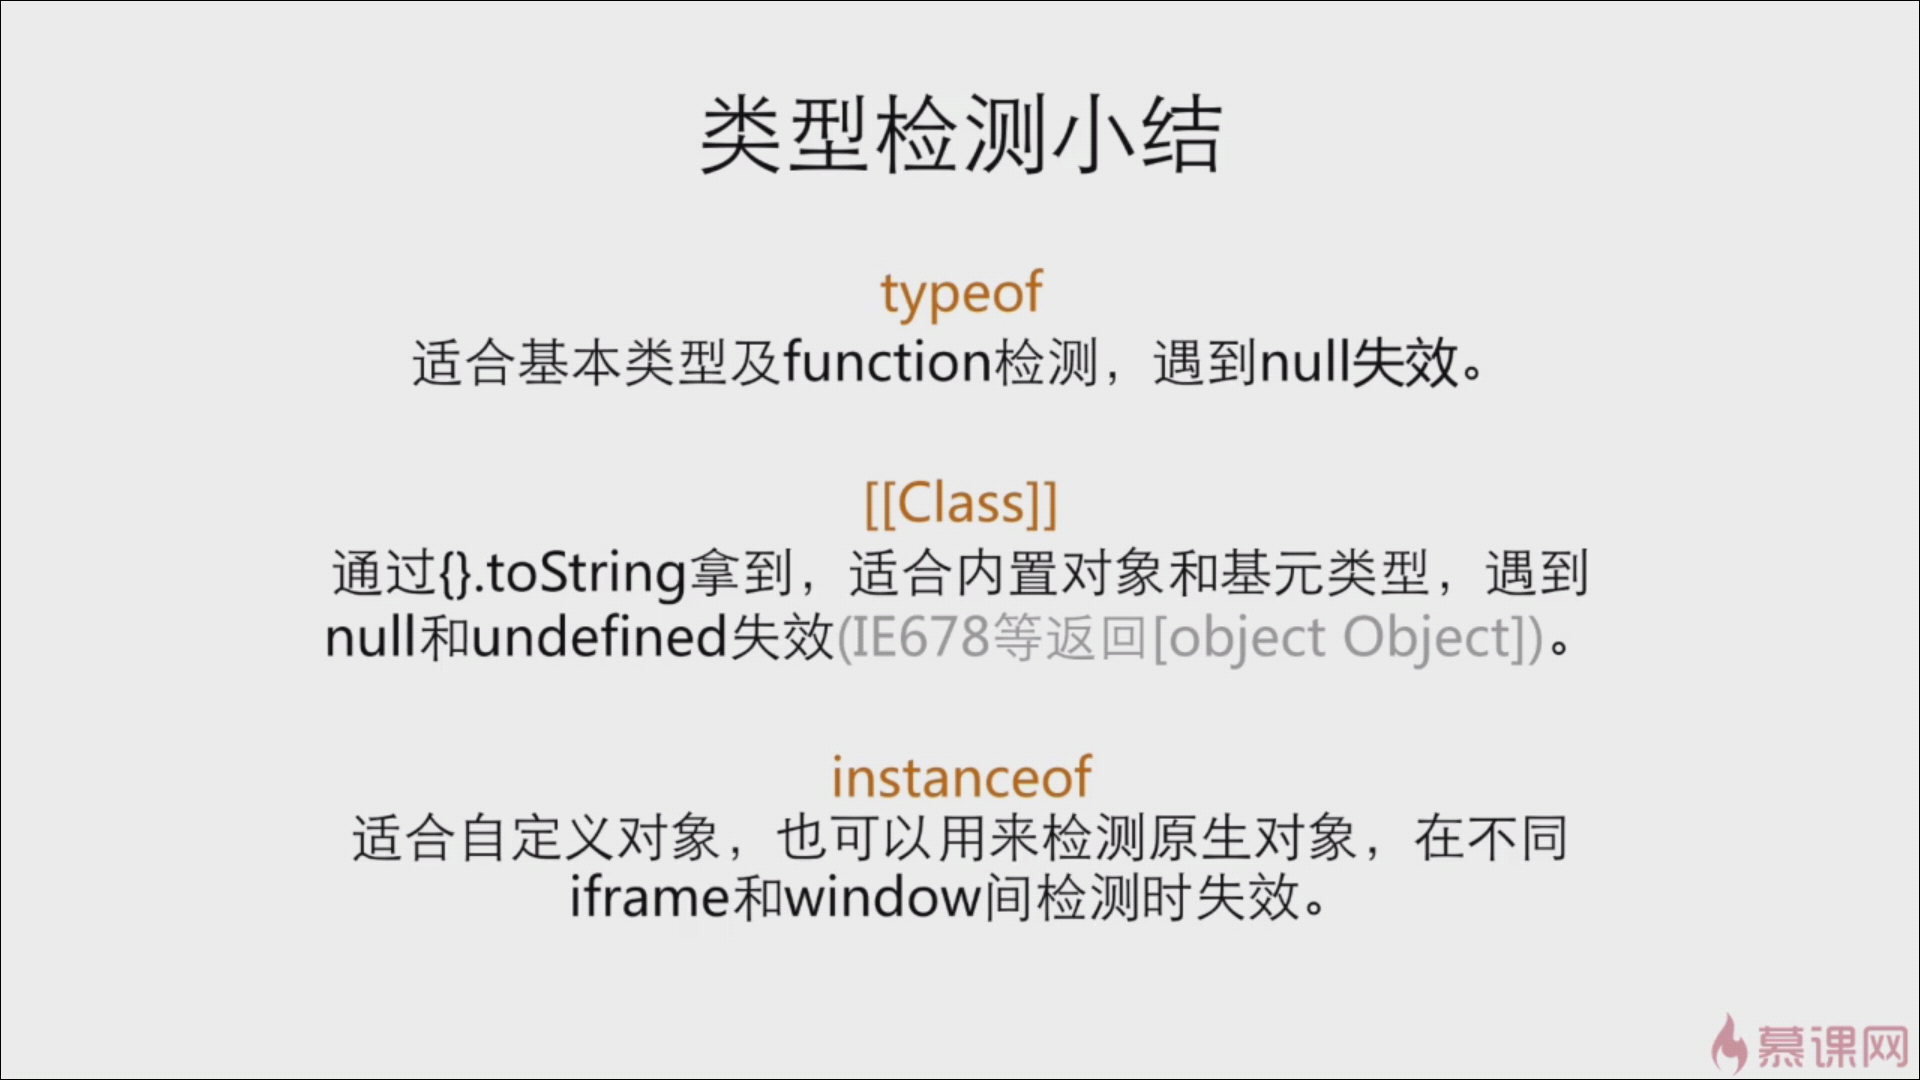 类型检测小结
typeof
适合基本类型及function检测，遇到null失效。
[[Class]]
通过{}.toString拿到，适合内置对象和基元类型，遇到
null和undefined失效(IE678等返回[object Object])。
instanceof
适合自定义对象，也可以用来检测原生对象，在不同
iframe和window间检测时失效。
慕课网